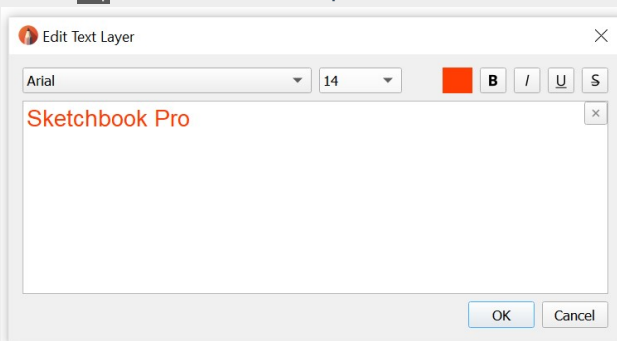 Edit Text Layer
Arial
14
B I U S
Sketchbook Pro
OK
Cancel